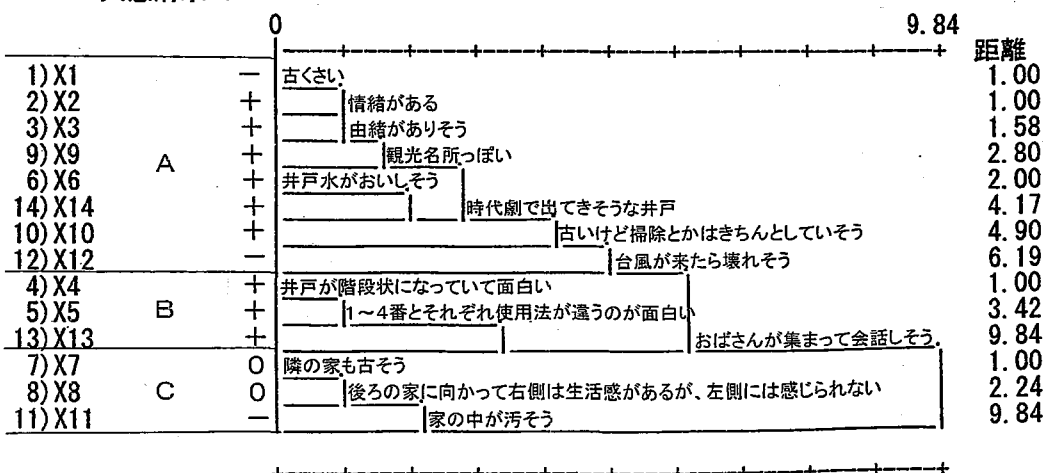 0 9.84
距離
1) X1 − 古くさい 1.00
2) X2 + 情緒がある 1.00
3) X3 + 由緒がありそう 1.58
9) X9 A + 観光名所っぽい 2.80
6) X6 + 井戸水がおいしそう 2.00
14) X14 + 時代劇で出てきそうな井戸 4.17
10) X10 + 古いけど掃除とかはきちんとしていそう 4.90
12) X12 − 台風が来たら壊れそう 6.19
4) X4 + 井戸が階段状になっていて面白い 1.00
5) X5 B + 1~4番とそれぞれ使用法が違うのが面白い 3.42
13) X13 + おばさんが集まって会話しそう 9.84
7) X7 0 隣の家も古そう 1.00
8) X8 C 0 後ろの家に向かって右側は生活感があるが、左側には感じられない 2.24
11) X11 − 家の中が汚そう 9.84